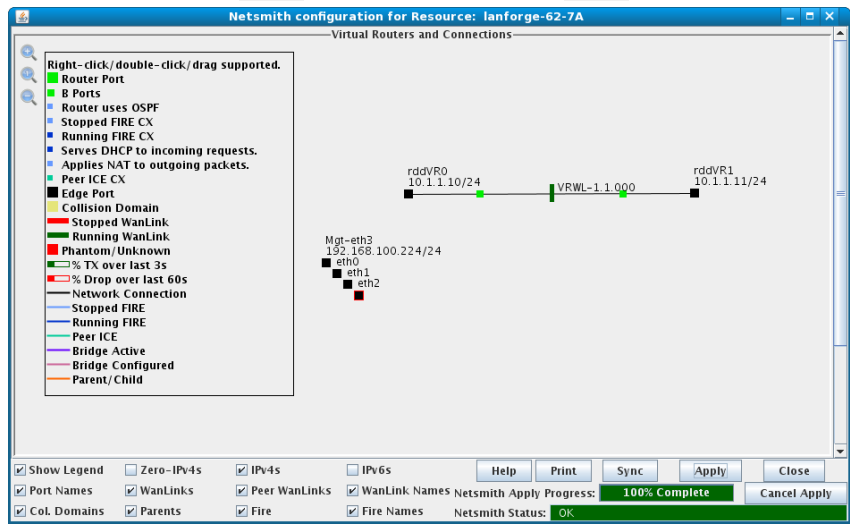 Netsmith configuration for Resource: lanforge-62-7A
Virtual Routers and Connections
Right-click/double-click/drag supported.
Router Port
B Ports
Router uses OSPF
Stopped FIRE CX
Running FIRE CX
Serves DHCP to incoming requests.
Applies NAT to outgoing packets.
Peer ICE CX
Edge Port
Collision Domain
Stopped WanLink
Running WanLink
Phantom/Unknown
% TX over last 3s
% Drop over last 60s
Network Connection
Stopped FIRE
Running FIRE
Peer ICE
Bridge Active
Bridge Configured
Parent/Child
rddVR0
10.1.1.10/24
VRWL-1.1.000
rddVR1
10.1.1.11/24
Mgt-eth3
192.168.100.224/24
eth0
eth1
eth2
Show Legend Zero-IPv4s IPv4s IPv6s Help Print Sync Apply Close
Port Names WanLinks Peer WanLinks WanLink Names Netsmith Apply Progress: 100% Complete Cancel Apply
Col. Domains Parents Fire Fire Names Netsmith Status: OK